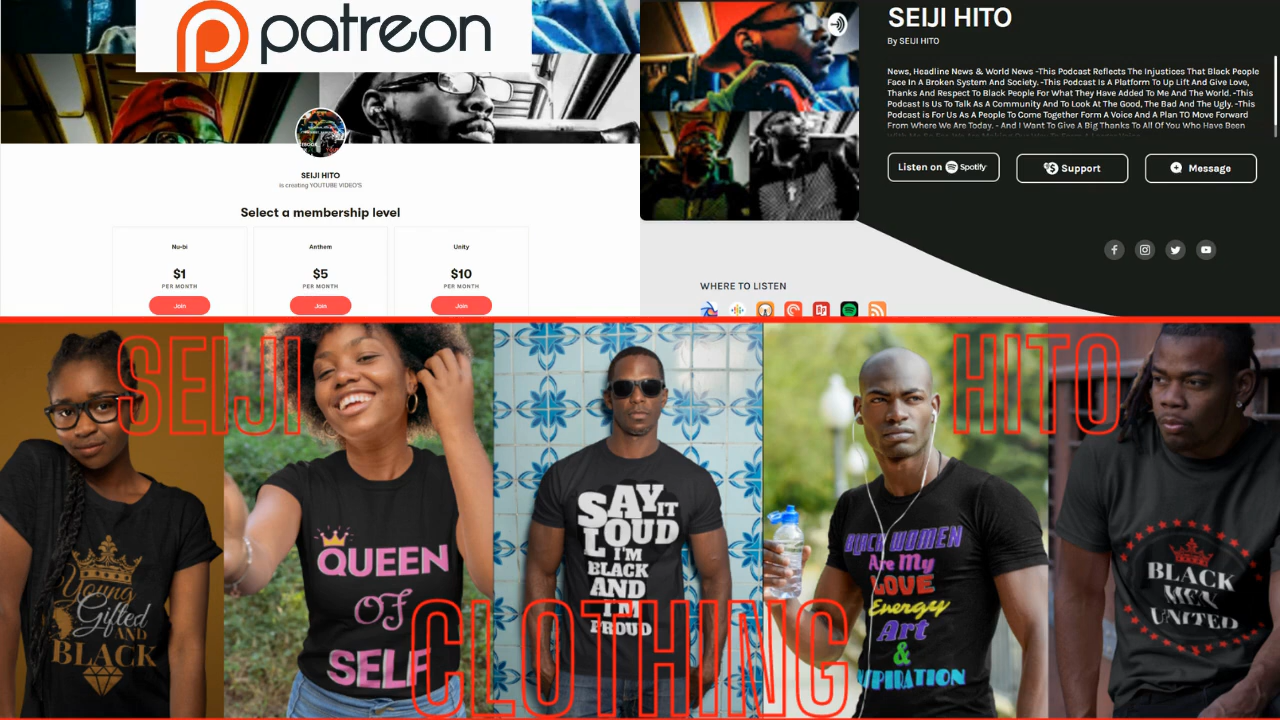 patreon
SEIJI HITO
is creating YOUTUBE VIDEO'S
Select a membership level
Nu-bi
$1
PER MONTH
Join
Anthem
$5
PER MONTH
Join
Unity
$10
PER MONTH
Join
SEIJI HITO
By SEIJI HITO
News, Headline News & World News -This Podcast Reflects The Injustices That Black People
Face In A Broken System And Society. -This Podcast Is A Platform To Up Lift And Give Love,
Thanks And Respect To Black People For What They Have Added To Me And The World. -This
Podcast Is Us To Talk As A Community And To Look At The Good, The Bad And The Ugly. -This
Podcast is For Us As A People To Come Together Form A Voice And A Plan TO Move Forward
From Where We Are Today. - And I Want To Give A Big Thanks To All Of You Who Have Been
Listen on Spotify
Support
Message
WHERE TO LISTEN
SEIJI HITO
CLOTHING
Young
Gifted
AND
BLACK
QUEEN
OF
SELF
SAY IT
LOUD
I'M
BLACK
AND
I'M
PROUD
BLACK WOMEN
Are My
LOVE
Energy
Art
&
INSPIRATION
BLACK
MEN
UNITED